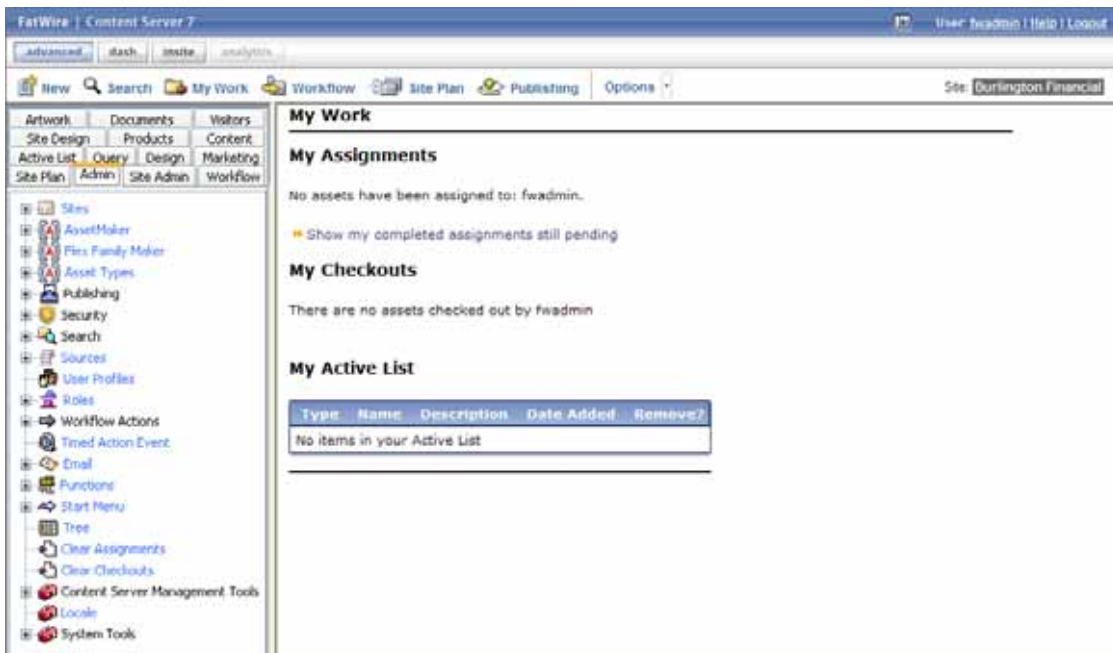 FatWire | Content Server 7
User: fwadmin | Help | Logout
advanced dash insite analytics
New Search My Work Workflow Site Plan Publishing Options Site: Burlington Financial
Artwork Documents Visitors
Site Design Products Content
Active List Query Design Marketing
Site Plan Admin Site Admin Workflow
Sites
AssetMaker
Flex Family Maker
Asset Types
Publishing
Security
Search
Sources
User Profiles
Roles
Workflow Actions
Timed Action Event
Email
Functions
Start Menu
Tree
Clear Assignments
Clear Checkouts
Content Server Management Tools
Locale
System Tools
My Work
My Assignments
No assets have been assigned to: fwadmin.
Show my completed assignments still pending
My Checkouts
There are no assets checked out by fwadmin
My Active List
Type Name Description Date Added Remove?
No items in your Active List